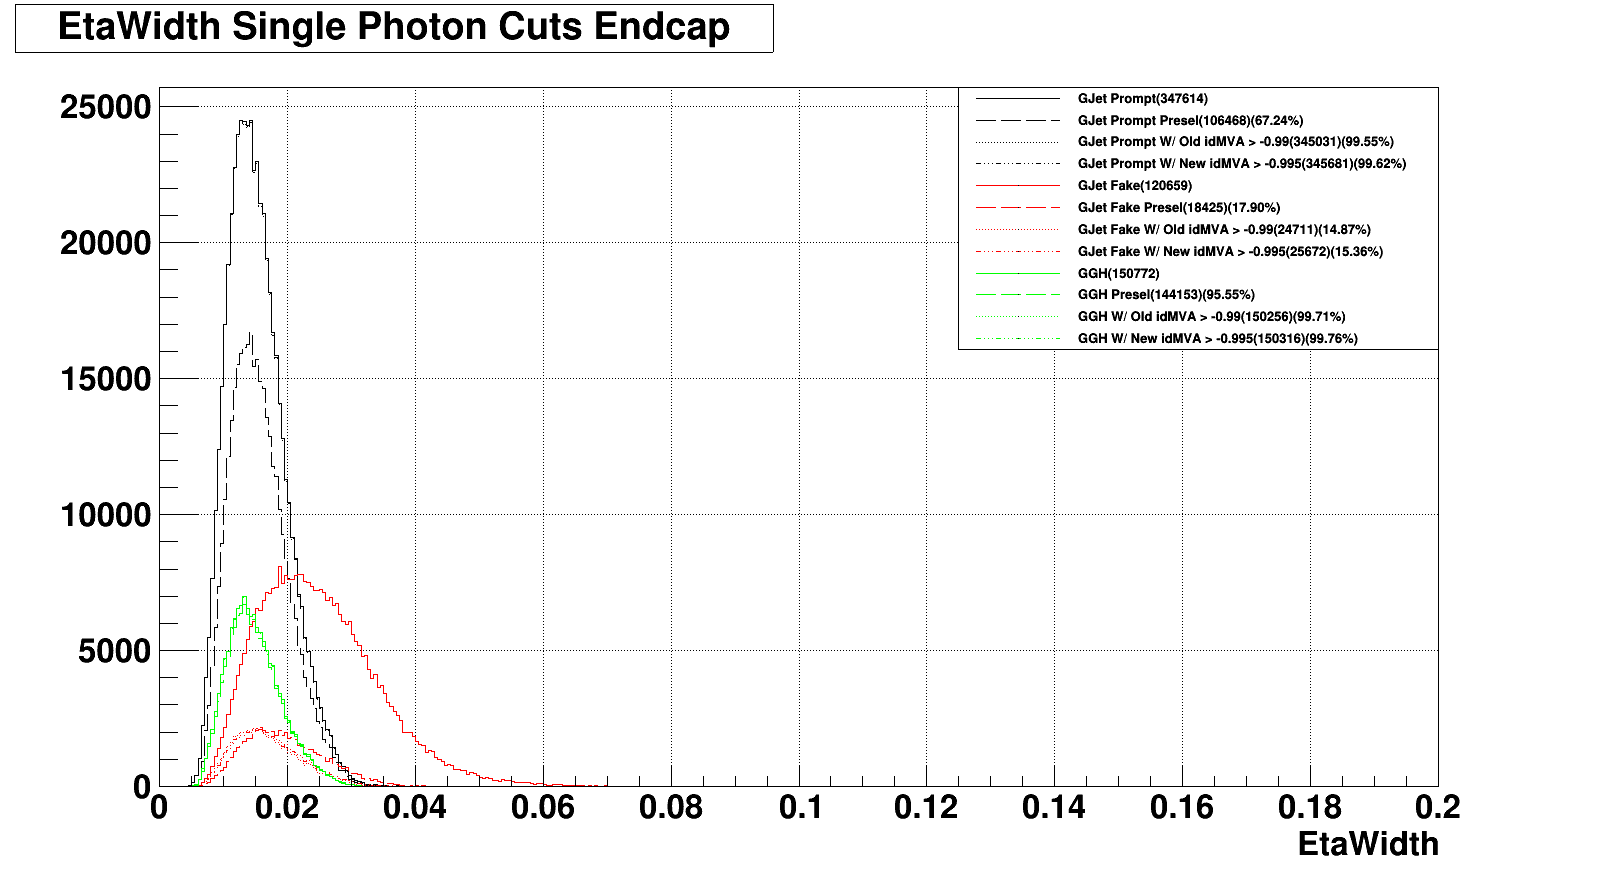 EtaWidth Single Photon Cuts Endcap
25000
20000
15000
10000
5000
0
GJet Prompt(347614)
GJet Prompt Presel(106468)(67.24%)
GJet Prompt W/ Old idMVA > -0.99(345031)(99.55%)
GJet Prompt W/ New idMVA > -0.995(345681)(99.62%)
GJet Fake(120659)
GJet Fake Presel(18425)(17.90%)
GJet Fake W/ Old idMVA > -0.99(24711)(14.87%)
GJet Fake W/ New idMVA > -0.995(25672)(15.36%)
GGH(150772)
GGH Presel(144153)(95.55%)
GGH W/ Old idMVA > -0.99(150256)(99.71%)
GGH W/ New idMVA > -0.995(150316)(99.76%)
0 0.02 0.04 0.06 0.08 0.1 0.12 0.14 0.16 0.18 0.2
EtaWidth